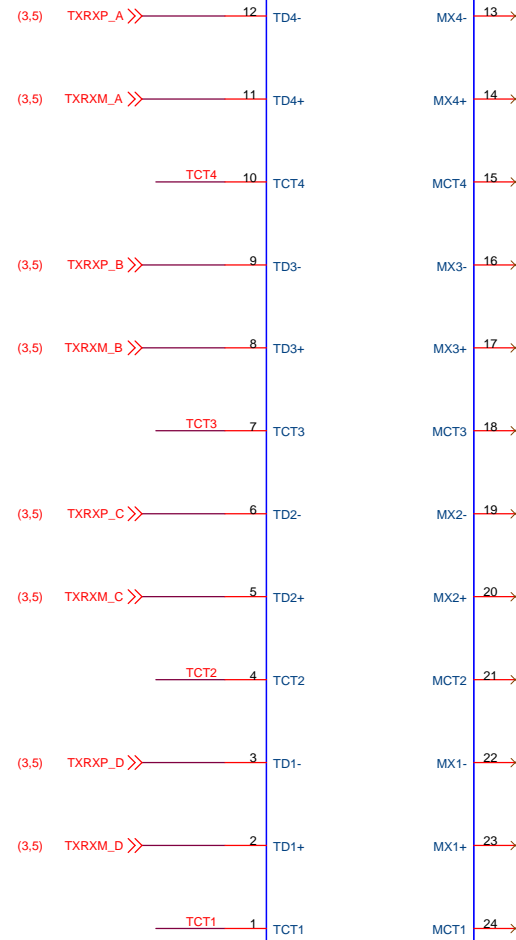 (3,5) TXRXP_A 12 TD4- MX4- 13
(3,5) TXRXM_A 11 TD4+ MX4+ 14
TCT4 10 TCT4 MCT4 15
(3,5) TXRXP_B 9 TD3- MX3- 16
(3,5) TXRXM_B 8 TD3+ MX3+ 17
TCT3 7 TCT3 MCT3 18
(3,5) TXRXP_C 6 TD2- MX2- 19
(3,5) TXRXM_C 5 TD2+ MX2+ 20
TCT2 4 TCT2 MCT2 21
(3,5) TXRXP_D 3 TD1- MX1- 22
(3,5) TXRXM_D 2 TD1+ MX1+ 23
TCT1 1 TCT1 MCT1 24